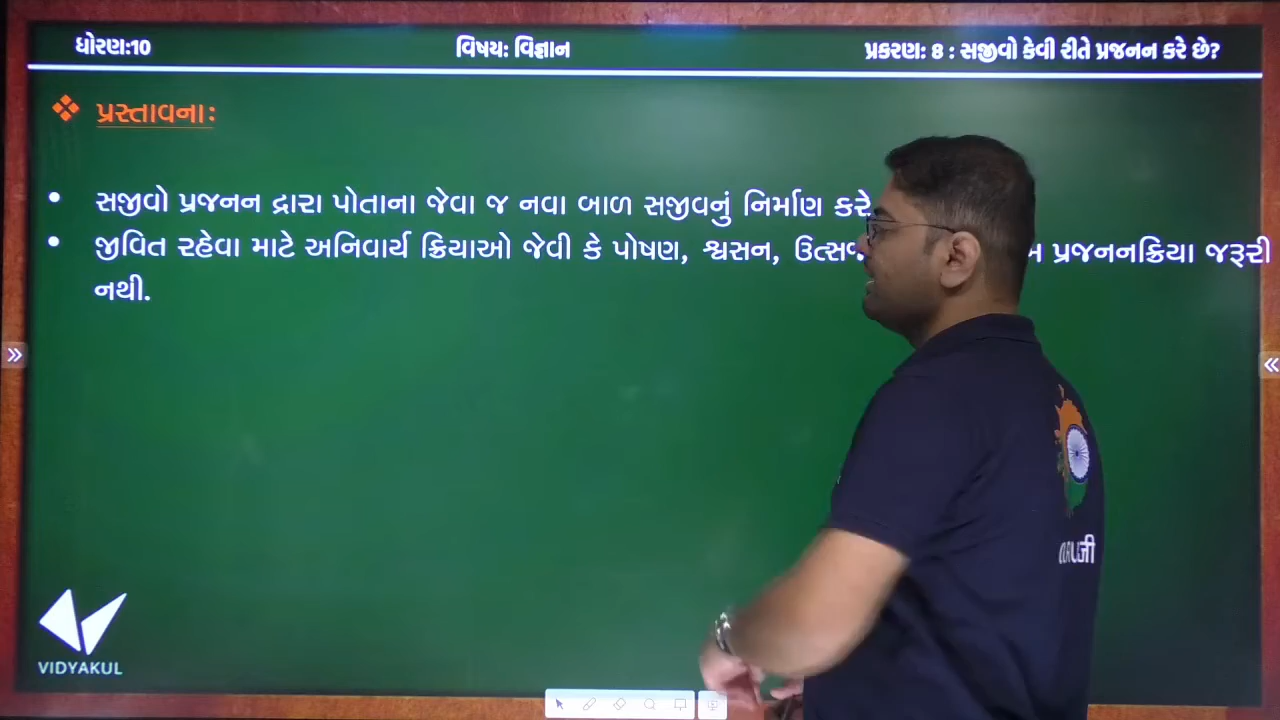 ધોરણ:10 વિષય: વિજ્ઞાન પ્રકરણ: 8 : સજીવો કેવી રીતે પ્રજનન કરે છે?
પ્રસ્તાવના:
સજીવો પ્રજનન દ્વારા પોતાના જેવા જ નવા બાળ સજીવનું નિર્માણ કરે
જીવિત રહેવા માટે અનિવાર્ય ક્રિયાઓ જેવી કે પોષણ, શ્વસન, પ્રજનનક્રિયા જરૂરી
નથી.
VIDYAKUL